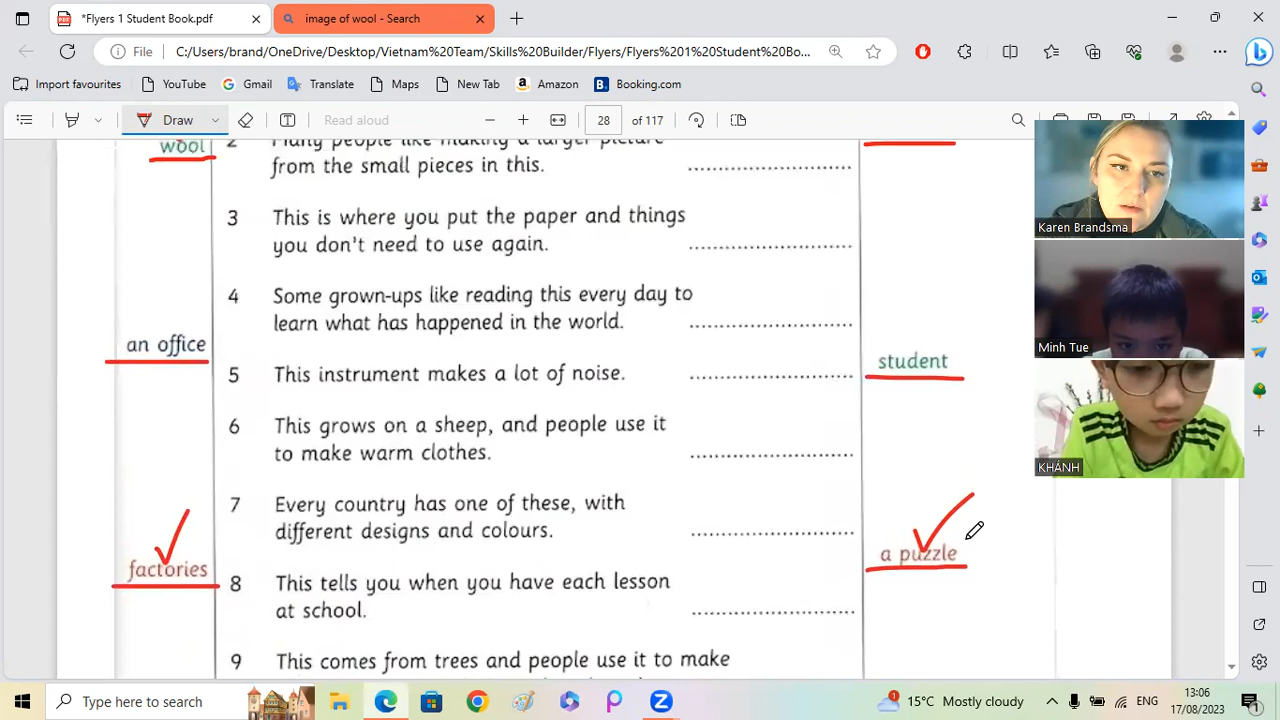 *Flyers 1 Student Book.pdf
image of wool - Search
File
C:/Users/brand/OneDrive/Desktop/Vietnam%20Team/Skills%20Builder/Flyers/Flyers%201%20Student%20Bo...
Import favourites
YouTube
Gmail
Translate
Maps
New Tab
Amazon
Booking.com
Draw
Read aloud
28 of 117
wool
2 Many people like making a larger picture
from the small pieces in this.
3 This is where you put the paper and things
you don't need to use again.
4 Some grown-ups like reading this every day to
learn what has happened in the world.
an office
student
5 This instrument makes a lot of noise.
6 This grows on a sheep, and people use it
to make warm clothes.
7 Every country has one of these, with
different designs and colours.
factories
a puzzle
8 This tells you when you have each lesson
at school.
9 This comes from trees and people use it to make
Karen Brandsma
Minh Tue
KHÁNH
Type here to search
15°C Mostly cloudy
ENG
13:06
17/08/2023